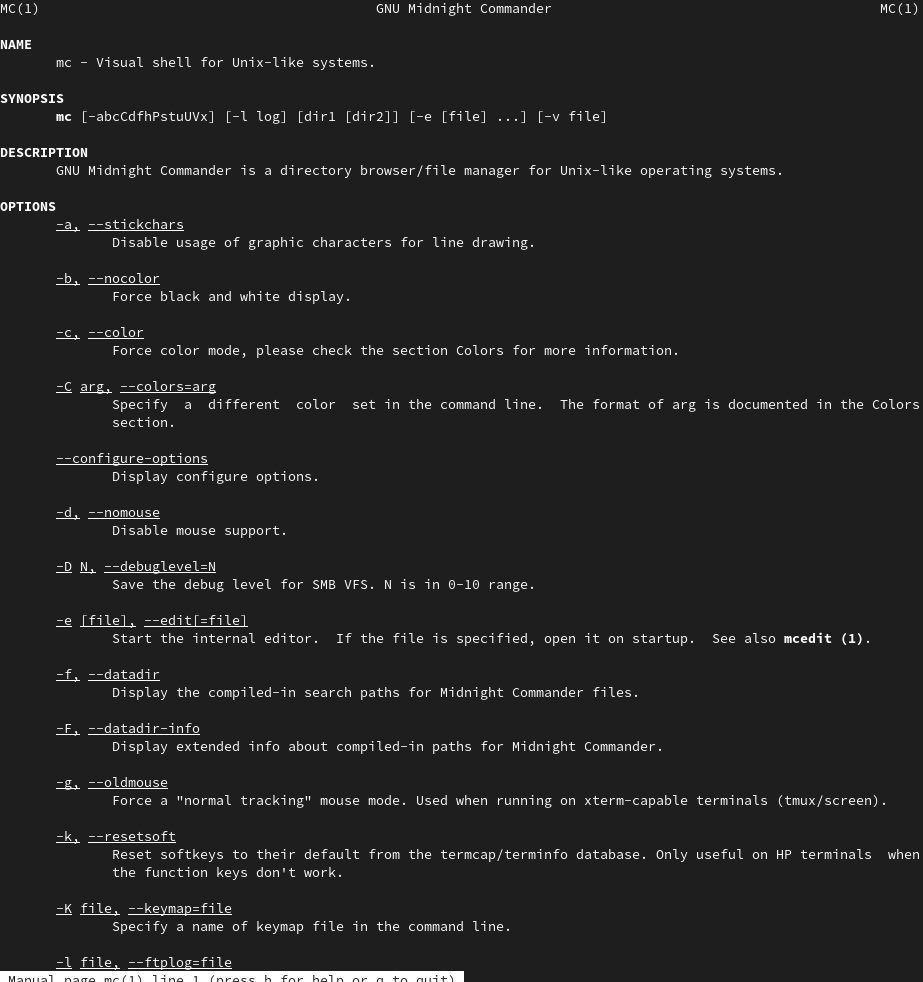 MC(1) GNU Midnight Commander MC(1)
NAME
mc - Visual shell for Unix-like systems.
SYNOPSIS
mc [-abcCdfhPstuUVx] [-l log] [dir1 [dir2]] [-e [file] ...] [-v file]
DESCRIPTION
GNU Midnight Commander is a directory browser/file manager for Unix-like operating systems.
OPTIONS
-a, --stickchars
Disable usage of graphic characters for line drawing.
-b, --nocolor
Force black and white display.
-c, --color
Force color mode, please check the section Colors for more information.
-C arg, --colors=arg
Specify a different color set in the command line. The format of arg is documented in the Colors
section.
--configure-options
Display configure options.
-d, --nomouse
Disable mouse support.
-D N, --debuglevel=N
Save the debug level for SMB VFS. N is in 0-10 range.
-e [file], --edit[=file]
Start the internal editor. If the file is specified, open it on startup. See also mcedit (1).
-f, --datadir
Display the compiled-in search paths for Midnight Commander files.
-F, --datadir-info
Display extended info about compiled-in paths for Midnight Commander.
-g, --oldmouse
Force a "normal tracking" mouse mode. Used when running on xterm-capable terminals (tmux/screen).
-k, --resetsoft
Reset softkeys to their default from the termcap/terminfo database. Only useful on HP terminals when
the function keys don't work.
-K file, --keymap=file
Specify a name of keymap file in the command line.
-l file, --ftplog=file
Manual page mc(1) line 1 (press h for help or q to quit)